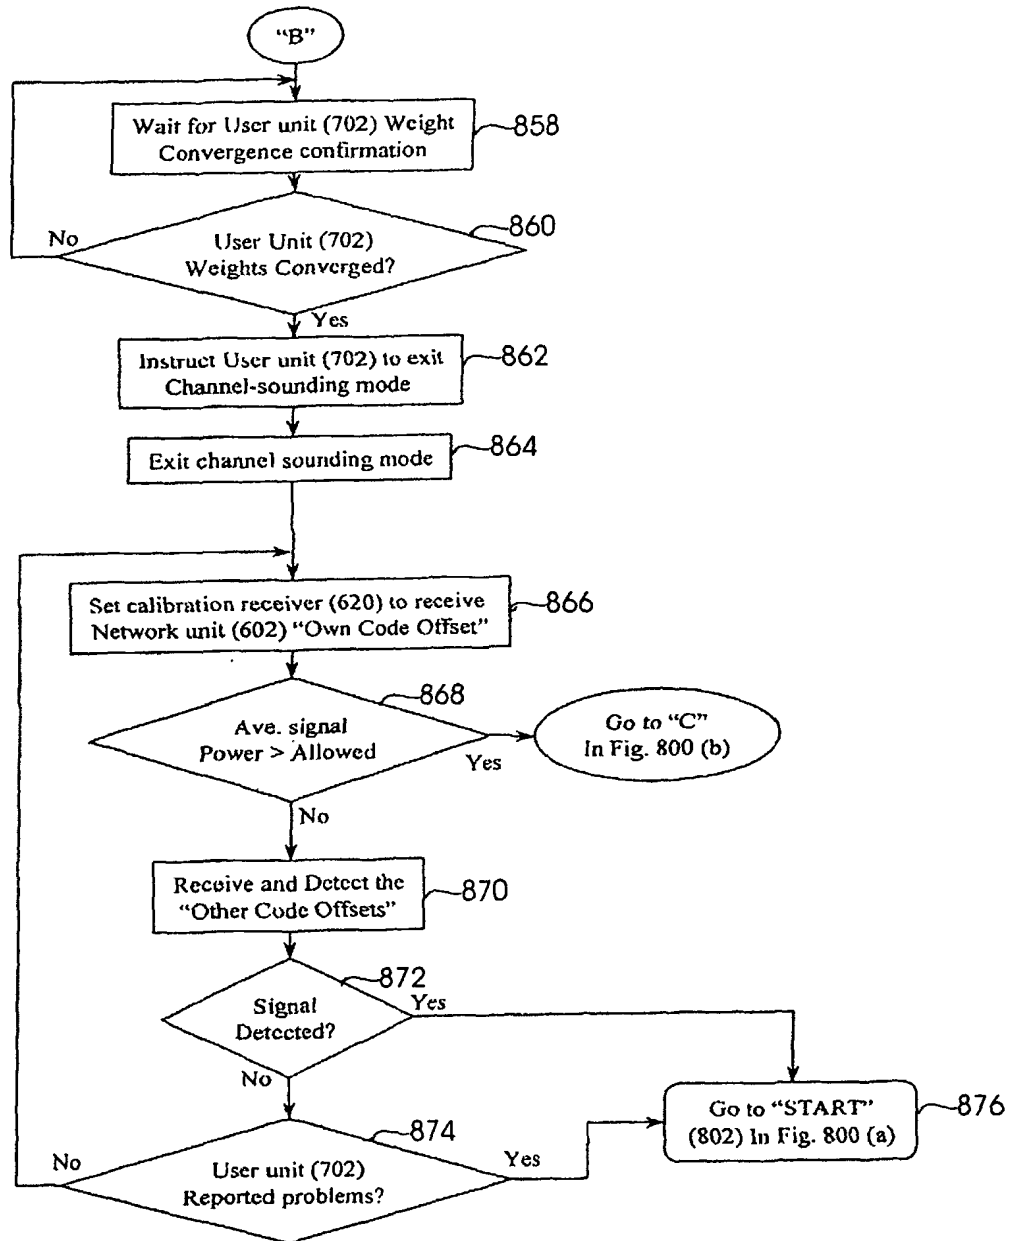 “B”
Wait for User unit (702) Weight
Convergence confirmation
858
860
No
User Unit (702)
Weights Converged?
Yes
Instruct User unit (702) to exit
Channel-sounding mode
862
Exit channel sounding mode
864
Set calibration receiver (620) to receive
Network unit (602) “Own Code Offset”
866
868
Ave. signal
Power > Allowed
Yes
Go to “C”
In Fig. 800 (b)
No
Receive and Detect the
“Other Code Offsets”
870
872
Signal
Detected?
Yes
No
Go to “START”
(802) In Fig. 800 (a)
876
874
No
User unit (702)
Reported problems?
Yes